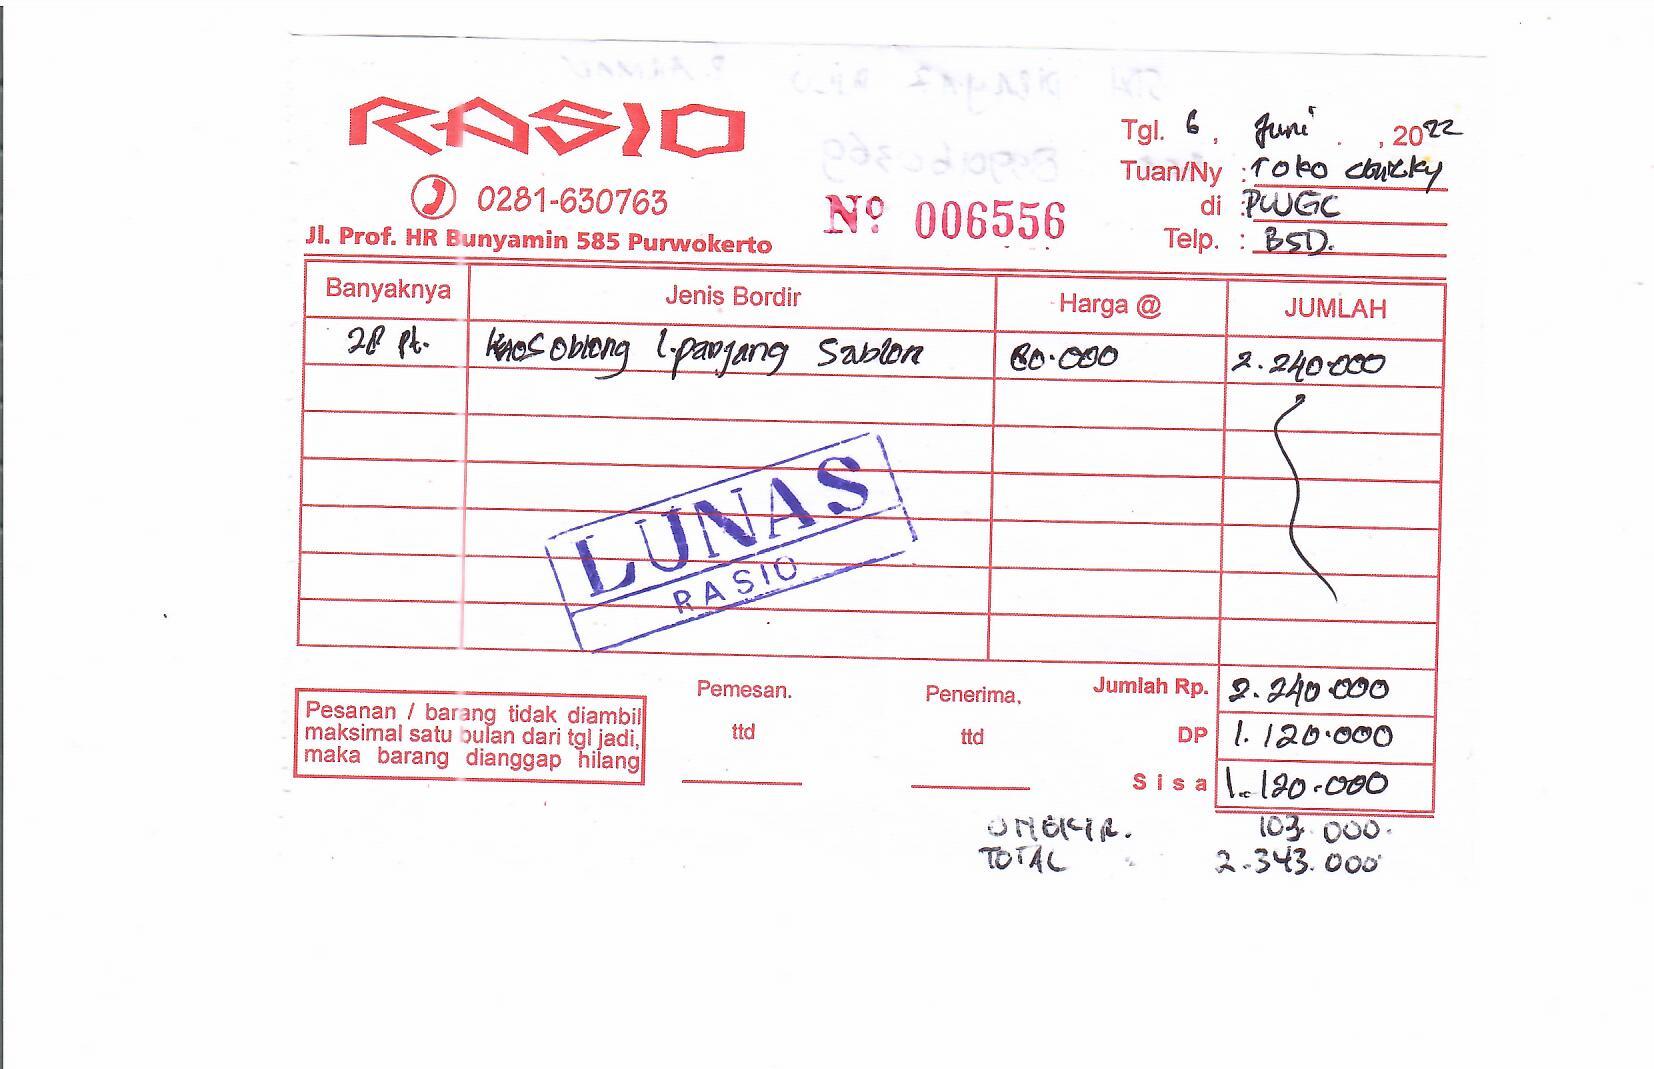 RASIO
0281-630763
Jl. Prof. HR Bunyamin 585 Purwokerto
Nº 006556
Tgl. 6, Juni , 2022
Tuan/Ny : Toko
di : PWGC
Telp. : BSD.
Banyaknya Jenis Bordir Harga @ JUMLAH
28 pt. Kaos Oblong l.panjang Sablon 80.000 2.240.000
LUNAS
RASIO
Pesanan / barang tidak diambil
maksimal satu bulan dari tgl jadi,
maka barang dianggap hilang
Pemesan.
ttd
Penerima,
ttd
Jumlah Rp. 2.240.000
DP 1.120.000
Sisa 1.120.000
ONGKIR. 103.000.
TOTAL 2.343.000